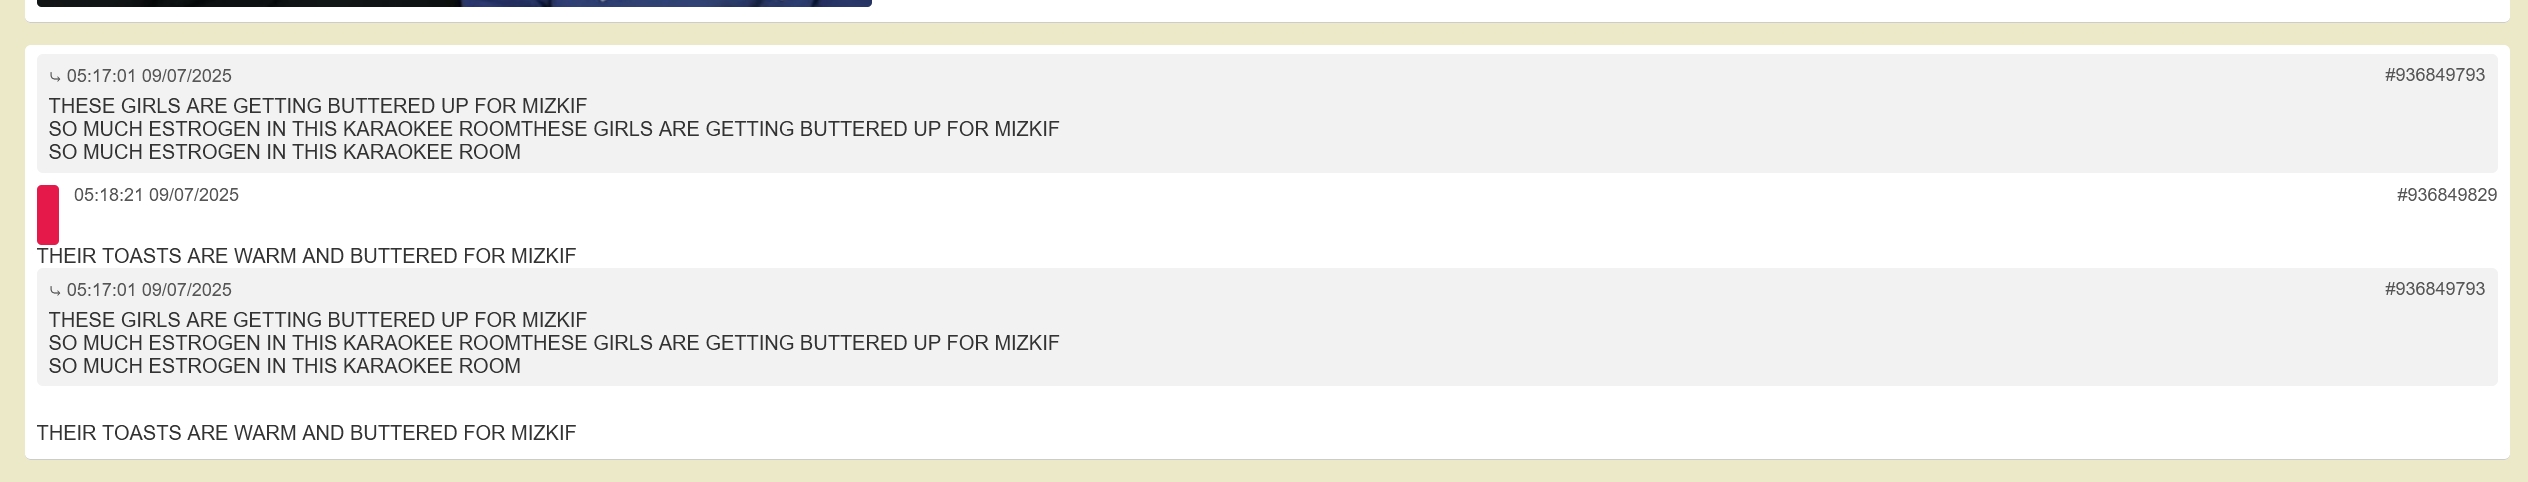 ⤷ 05:17:01 09/07/2025 #936849793
THESE GIRLS ARE GETTING BUTTERED UP FOR MIZKIF
SO MUCH ESTROGEN IN THIS KARAOKEE ROOMTHESE GIRLS ARE GETTING BUTTERED UP FOR MIZKIF
SO MUCH ESTROGEN IN THIS KARAOKEE ROOM
05:18:21 09/07/2025 #936849829
THEIR TOASTS ARE WARM AND BUTTERED FOR MIZKIF
⤷ 05:17:01 09/07/2025 #936849793
THESE GIRLS ARE GETTING BUTTERED UP FOR MIZKIF
SO MUCH ESTROGEN IN THIS KARAOKEE ROOMTHESE GIRLS ARE GETTING BUTTERED UP FOR MIZKIF
SO MUCH ESTROGEN IN THIS KARAOKEE ROOM
THEIR TOASTS ARE WARM AND BUTTERED FOR MIZKIF